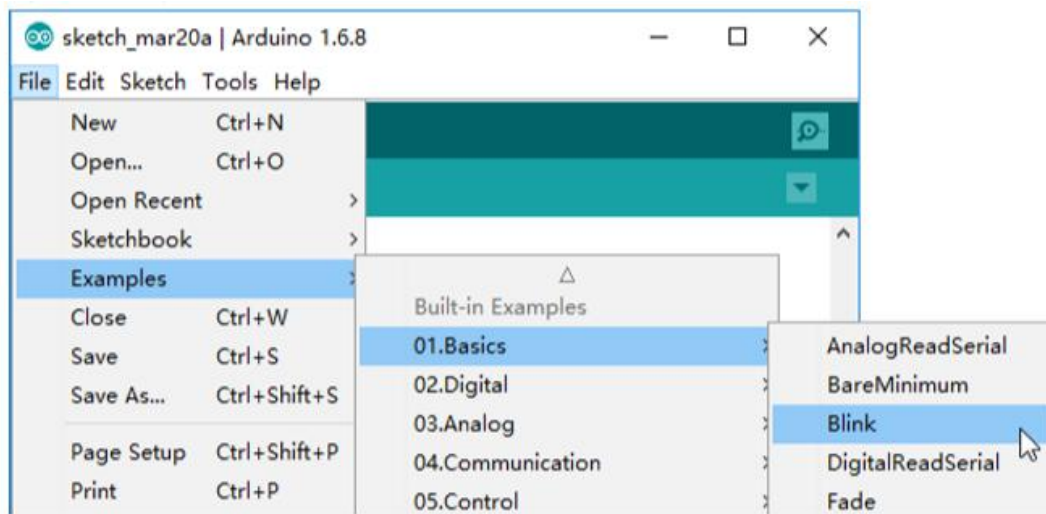 sketch_mar20a | Arduino 1.6.8
File Edit Sketch Tools Help
New Ctrl+N
Open... Ctrl+O
Open Recent
Sketchbook
Examples
Close Ctrl+W
Save Ctrl+S
Save As... Ctrl+Shift+S
Page Setup Ctrl+Shift+P
Print Ctrl+P
Built-in Examples
01.Basics
02.Digital
03.Analog
04.Communication
05.Control
AnalogReadSerial
BareMinimum
Blink
DigitalReadSerial
Fade